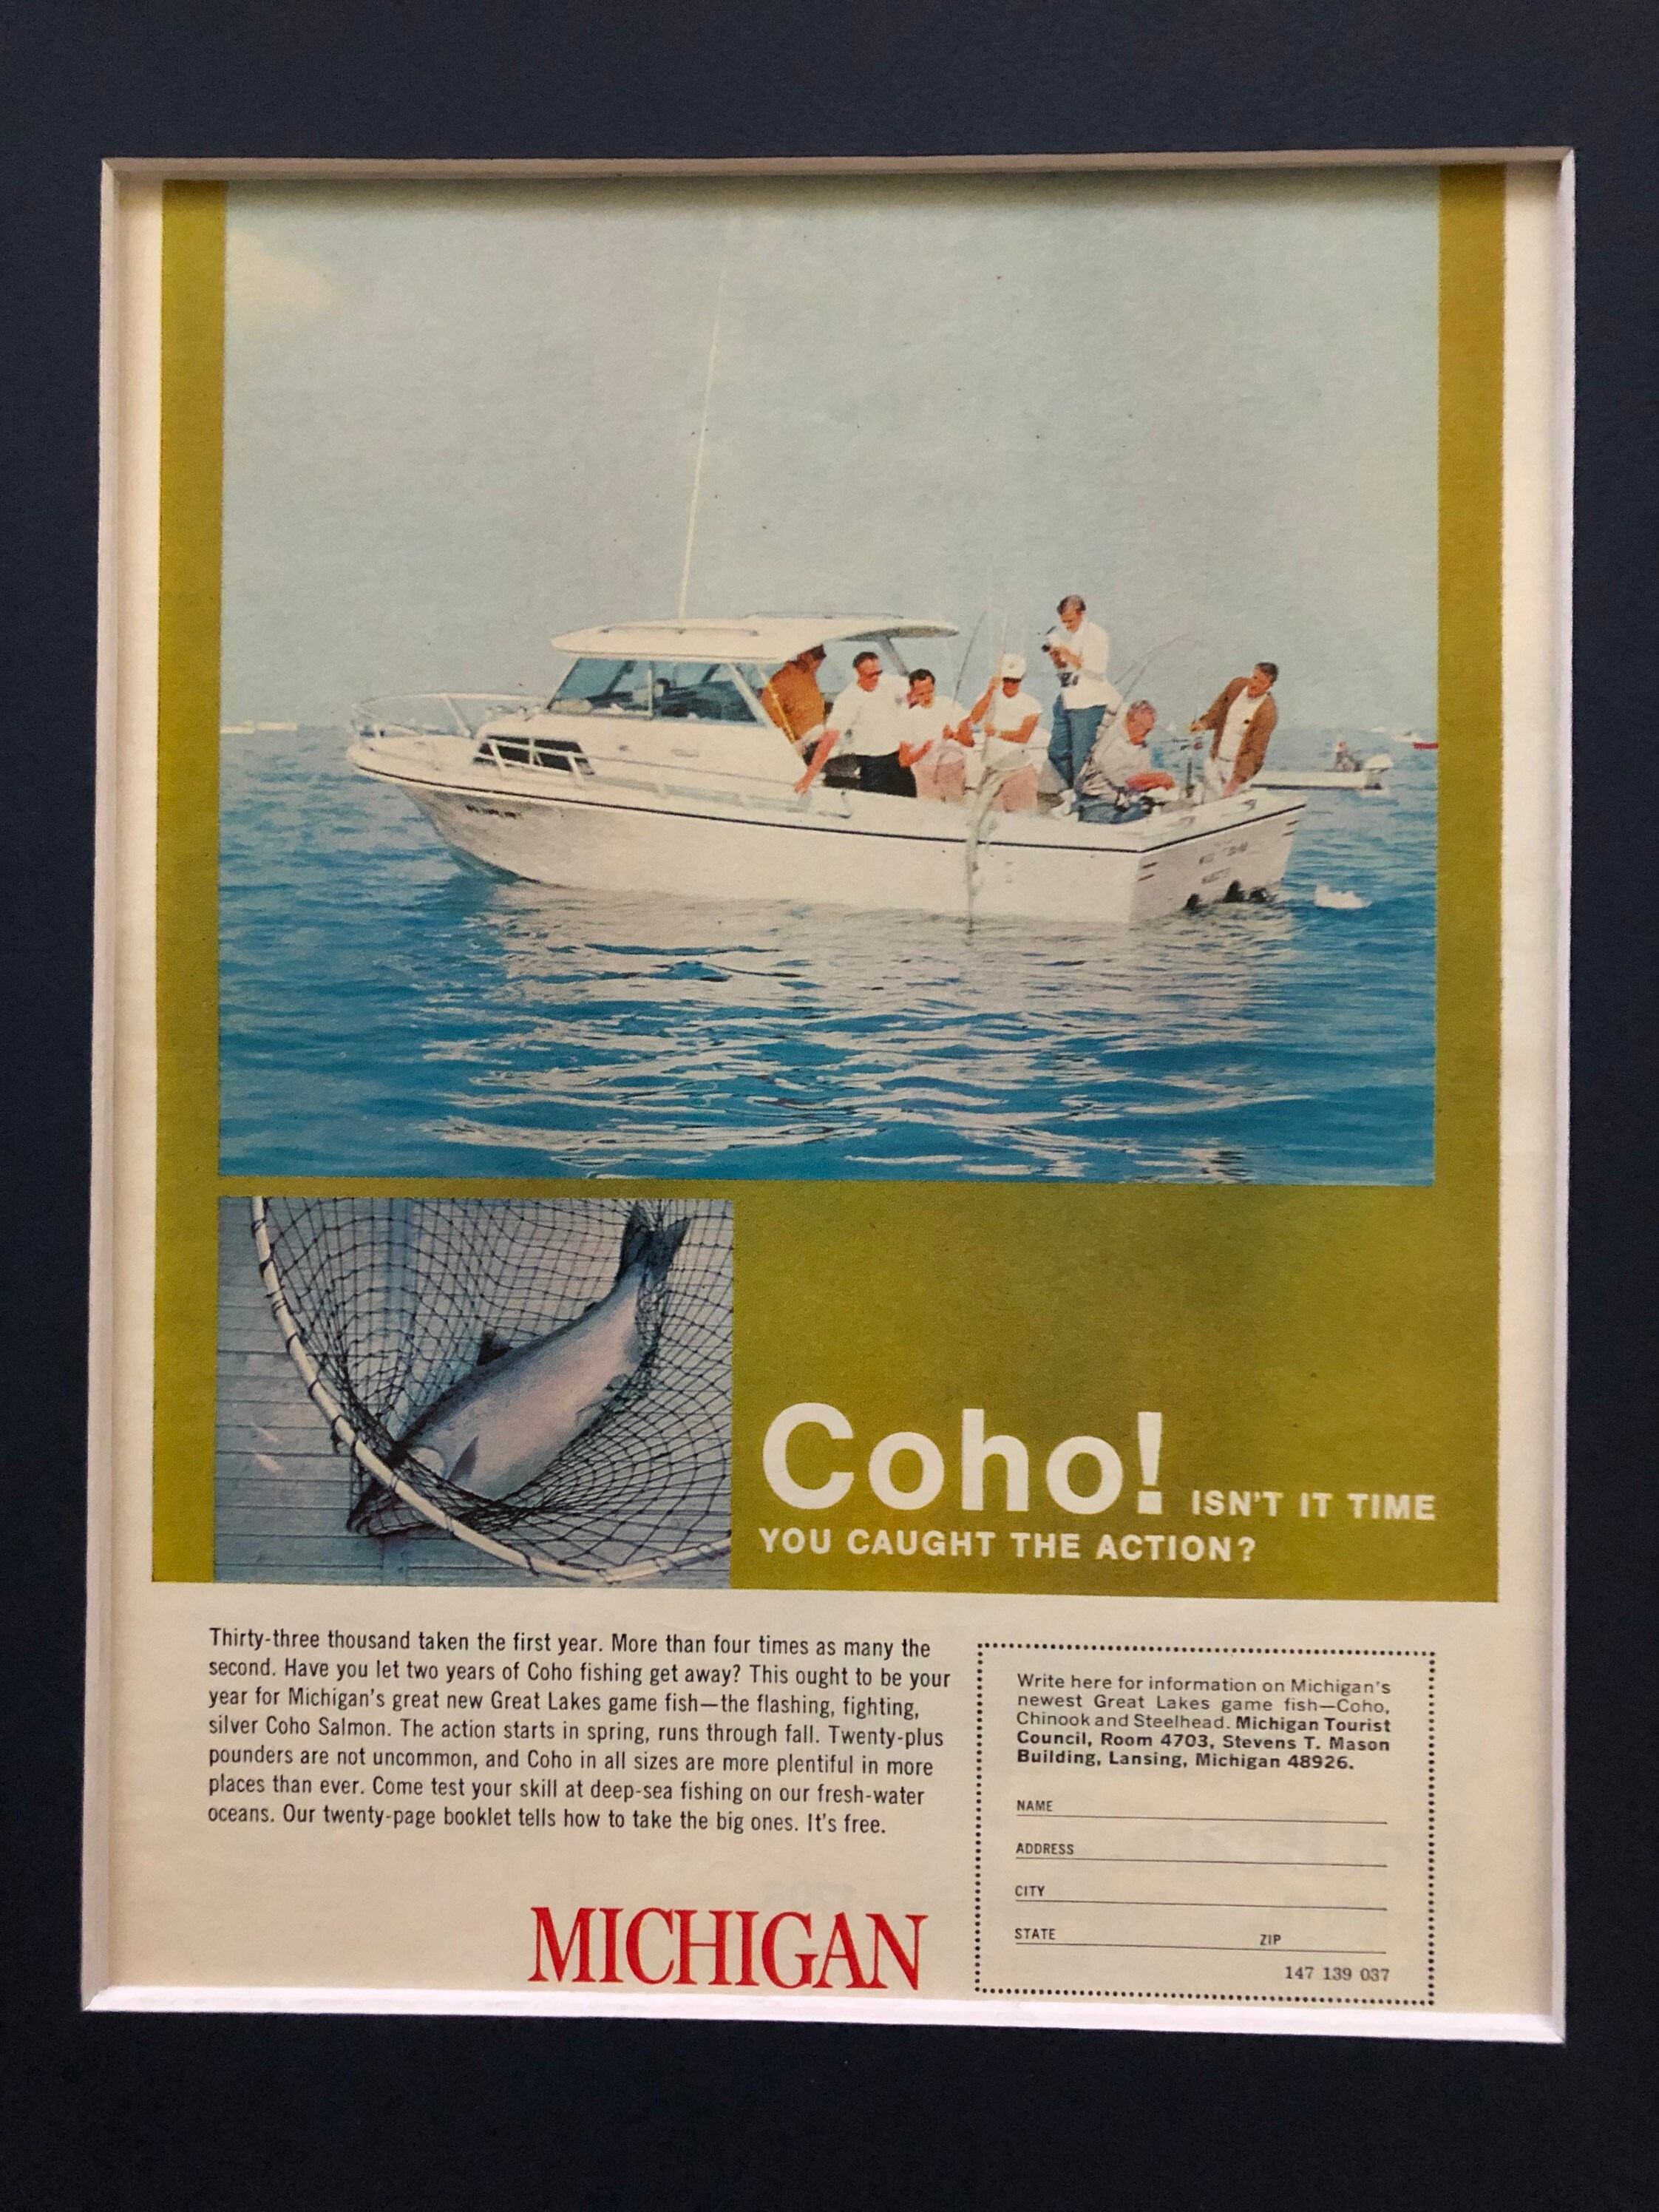 Coho! ISN'T IT TIME
YOU CAUGHT THE ACTION?
Thirty-three thousand taken the first year. More than four times as many the
second. Have you let two years of Coho fishing get away? This ought to be your
year for Michigan's great new Great Lakes game fish—the flashing, fighting,
silver Coho Salmon. The action starts in spring, runs through fall. Twenty-plus
pounders are not uncommon, and Coho in all sizes are more plentiful in more
places than ever. Come test your skill at deep-sea fishing on our fresh-water
oceans. Our twenty-page booklet tells how to take the big ones. It's free.
MICHIGAN
Write here for information on Michigan's
newest Great Lakes game fish—Coho,
Chinook and Steelhead. Michigan Tourist
Council, Room 4703, Stevens T. Mason
Building, Lansing, Michigan 48926.
NAME
ADDRESS
CITY
STATE ZIP
147 139 037